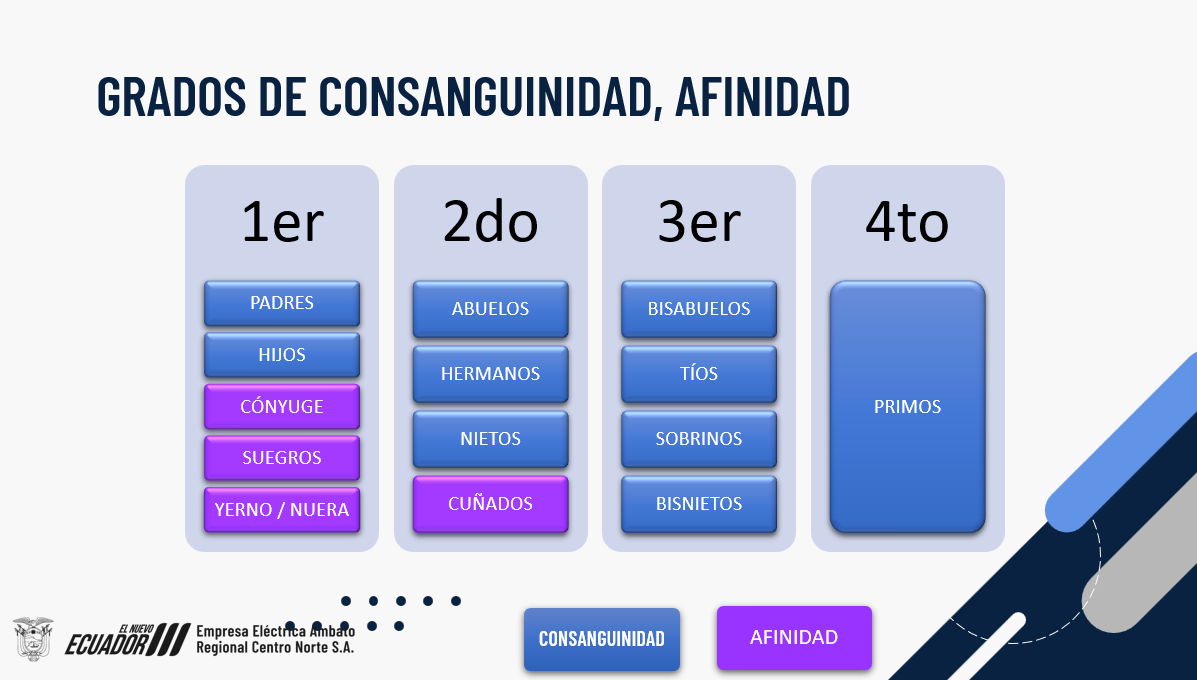 GRADOS DE CONSANGUINIDAD, AFINIDAD
1er
PADRES
HIJOS
CÓNYUGE
SUEGROS
YERNO / NUERA
2do
ABUELOS
HERMANOS
NIETOS
CUÑADOS
3er
BISABUELOS
TÍOS
SOBRINOS
BISNIETOS
4to
PRIMOS
EL NUEVO
ECUADOR
Empresa Eléctrica Ambato
Regional Centro Norte S.A.
CONSANGUINIDAD
AFINIDAD